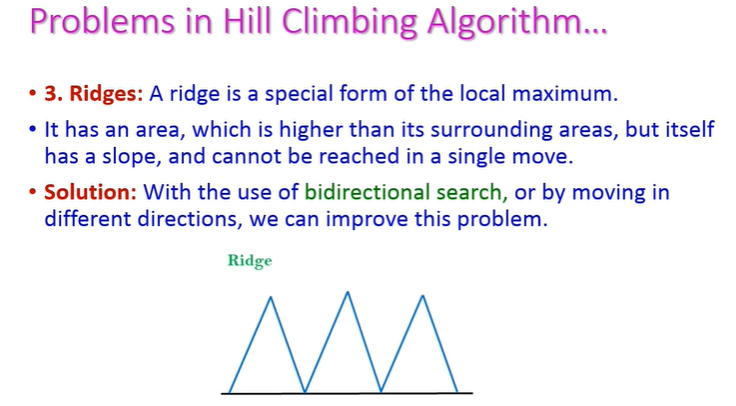 Problems in Hill Climbing Algorithm...
• 3. Ridges: A ridge is a special form of the local maximum.
• It has an area, which is higher than its surrounding areas, but itself
has a slope, and cannot be reached in a single move.
• Solution: With the use of bidirectional search, or by moving in
different directions, we can improve this problem.
Ridge